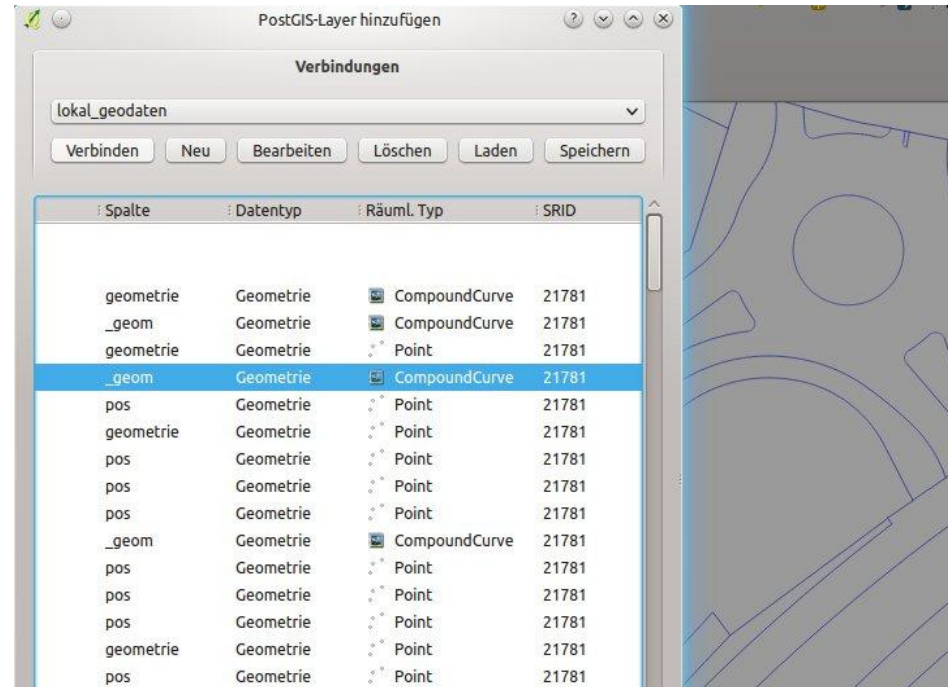 PostGIS-Layer hinzufügen
Verbindungen
lokal_geodaten
Verbinden Neu Bearbeiten Löschen Laden Speichern
Spalte Datentyp Räuml. Typ SRID
geometrie Geometrie CompoundCurve 21781
_geom Geometrie CompoundCurve 21781
geometrie Geometrie Point 21781
_geom Geometrie CompoundCurve 21781
pos Geometrie Point 21781
geometrie Geometrie Point 21781
pos Geometrie Point 21781
pos Geometrie Point 21781
pos Geometrie Point 21781
_geom Geometrie CompoundCurve 21781
pos Geometrie Point 21781
pos Geometrie Point 21781
pos Geometrie Point 21781
geometrie Geometrie Point 21781
pos Geometrie Point 21781